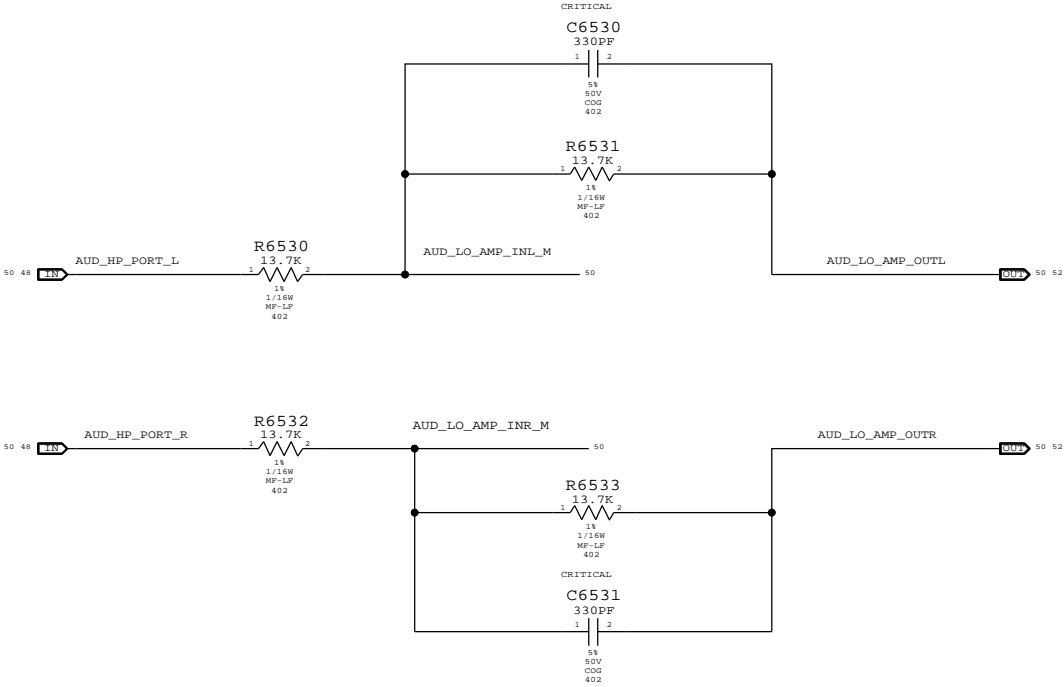 CRITICAL
C6530
330PF
1 2
5%
50V
COG
402
R6531
13.7K
1 2
1%
1/16W
MF-LF
402
R6530
13.7K
1 2
1%
1/16W
MF-LF
402
50 48 IN
AUD_HP_PORT_L
AUD_LO_AMP_INL_M
50
AUD_LO_AMP_OUTL
OUT 50 52
50 48 IN
AUD_HP_PORT_R
R6532
13.7K
1 2
1%
1/16W
MF-LF
402
AUD_LO_AMP_INR_M
50
AUD_LO_AMP_OUTR
OUT 50 52
R6533
13.7K
1 2
1%
1/16W
MF-LF
402
CRITICAL
C6531
330PF
1 2
5%
50V
COG
402